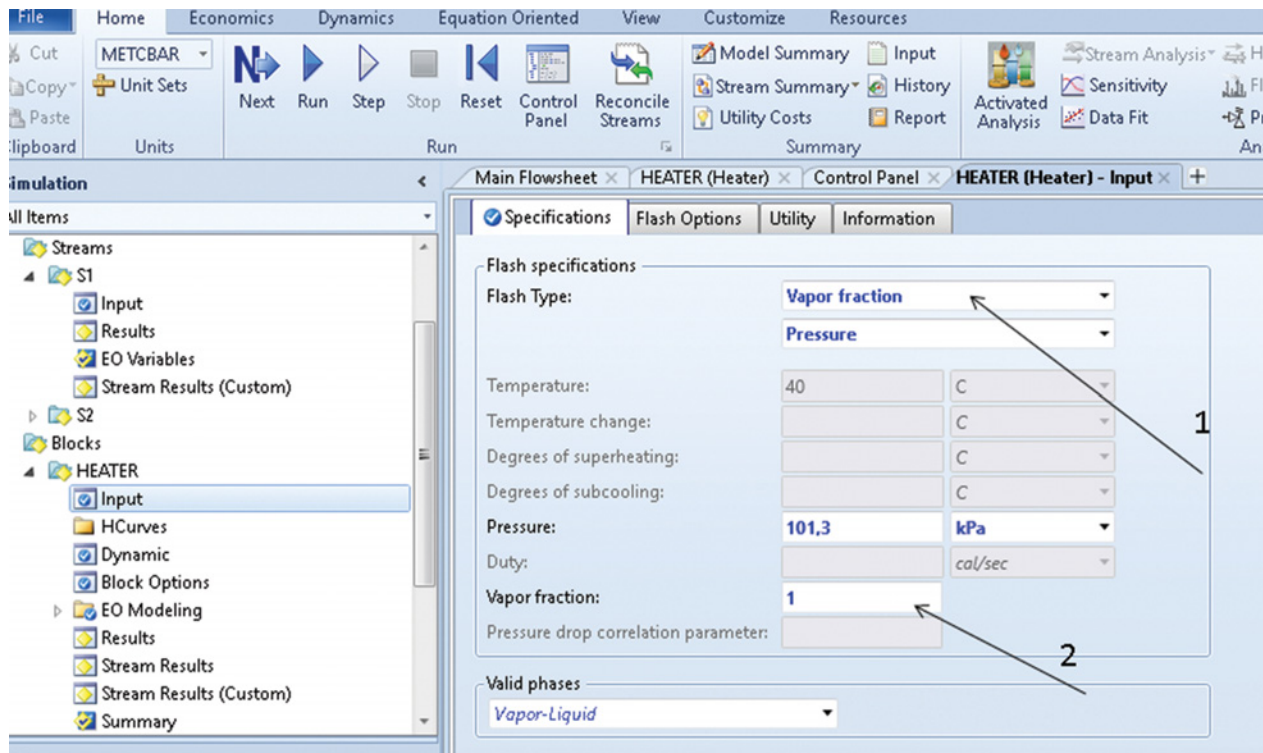 File Home Economics Dynamics Equation Oriented View Customize Resources
Cut METCBAR Model Summary Input Stream Analysis
Copy Unit Sets Next Run Step Stop Reset Control Panel Reconcile Streams Stream Summary History Activated Analysis Sensitivity
Paste Utility Costs Report Data Fit
Clipboard Units Run Summary
Simulation
Main Flowsheet HEATER (Heater) Control Panel HEATER (Heater) - Input +
All Items
Specifications Flash Options Utility Information
Streams
S1
Input
Results
EO Variables
Stream Results (Custom)
S2
Blocks
HEATER
Input
HCurves
Dynamic
Block Options
EO Modeling
Results
Stream Results
Stream Results (Custom)
Summary
Flash specifications
Flash Type: Vapor fraction
Pressure
Temperature: 40 C
Temperature change: C
1
Degrees of superheating: C
Degrees of subcooling: C
Pressure: 101,3 kPa
Duty: cal/sec
Vapor fraction: 1
Pressure drop correlation parameter:
2
Valid phases
Vapor-Liquid